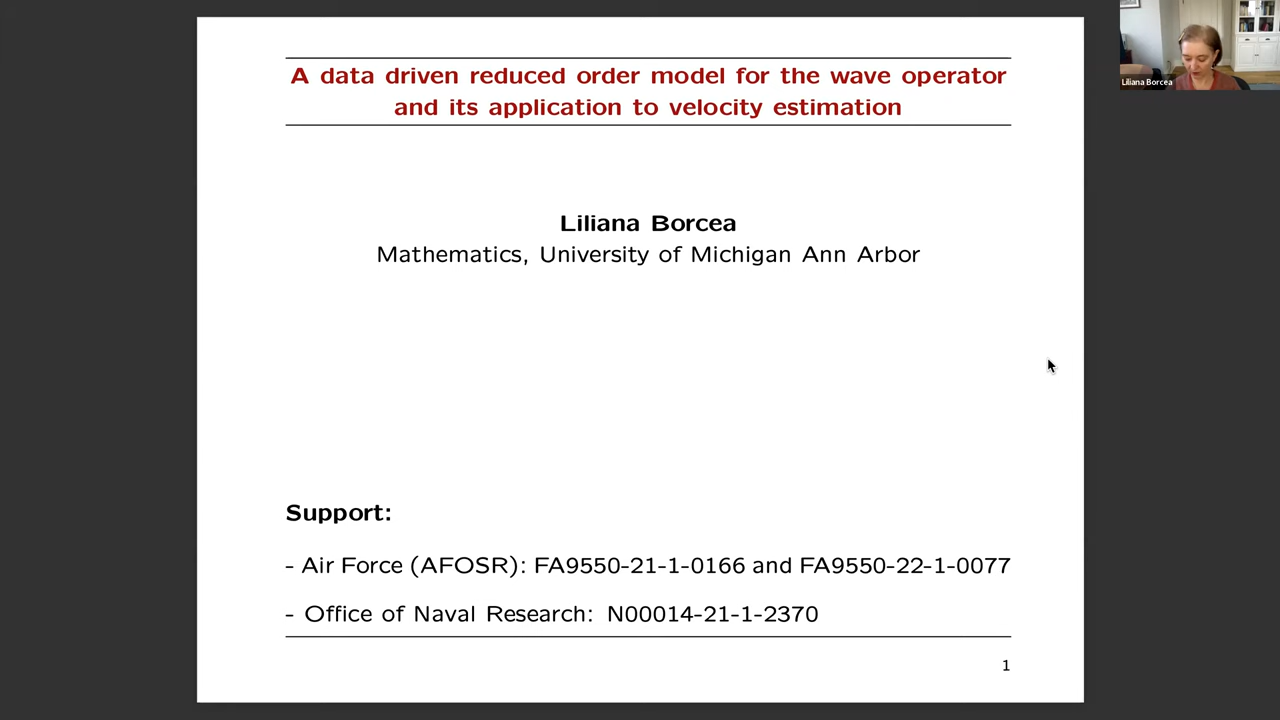 A data driven reduced order model for the wave operator
and its application to velocity estimation
Liliana Borcea
Mathematics, University of Michigan Ann Arbor
Support:
- Air Force (AFOSR): FA9550-21-1-0166 and FA9550-22-1-0077
- Office of Naval Research: N00014-21-1-2370
1
Liliana Borcea